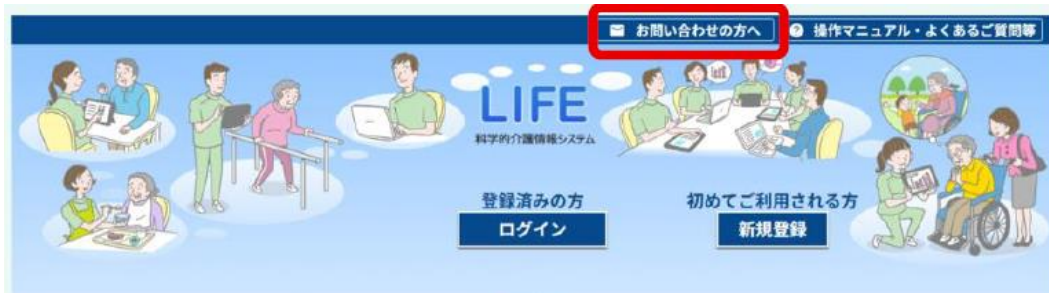 お問い合わせの方へ
操作マニュアル・よくあるご質問等
LIFE
科学的介護情報システム
登録済みの方
初めてご利用される方
ログイン
新規登録